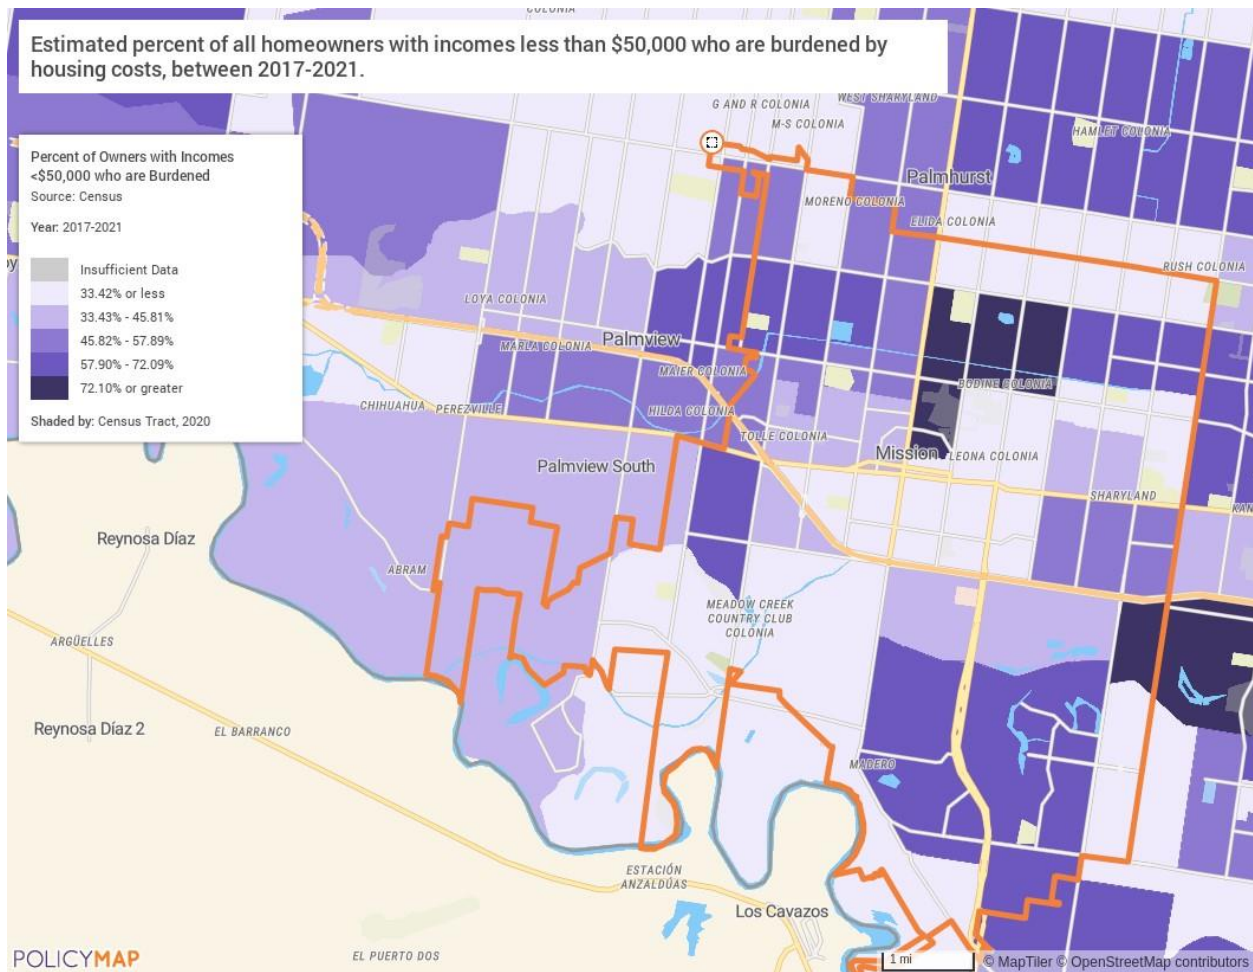 COLONIA
Estimated percent of all homeowners with incomes less than $50,000 who are burdened by
housing costs, between 2017-2021.
WEST SHARYLAND
G AND R COLONIA
M-S COLONIA
HAMLET COLONIA
Percent of Owners with Incomes
<$50,000 who are Burdened
Source: Census
Year: 2017-2021
Insufficient Data
33.42% or less
33.43% - 45.81%
45.82% - 57.89%
57.90% - 72.09%
72.10% or greater
Shaded by: Census Tract, 2020
Palmhurst
MORENO COLONIA
ELIDA COLONIA
RUSH COLONIA
LOYA COLONIA
MARLA COLONIA
Palmview
MAIER COLONIA
BODINE COLONIA
CHIHUAHUA
PEREZVILLE
HILDA COLONIA
TOLLE COLONIA
Mission
LEONA COLONIA
Palmview South
SHARYLAND
KAN
Reynosa Díaz
ABRAM
MEADOW CREEK
COUNTRY CLUB
COLONIA
ARGÜELLES
Reynosa Díaz 2
EL BARRANCO
MADERO
ESTACIÓN
ANZALDÚAS
Los Cavazos
EL PUERTO DOS
POLICYMAP
1 mi
© MapTiler © OpenStreetMap contributors